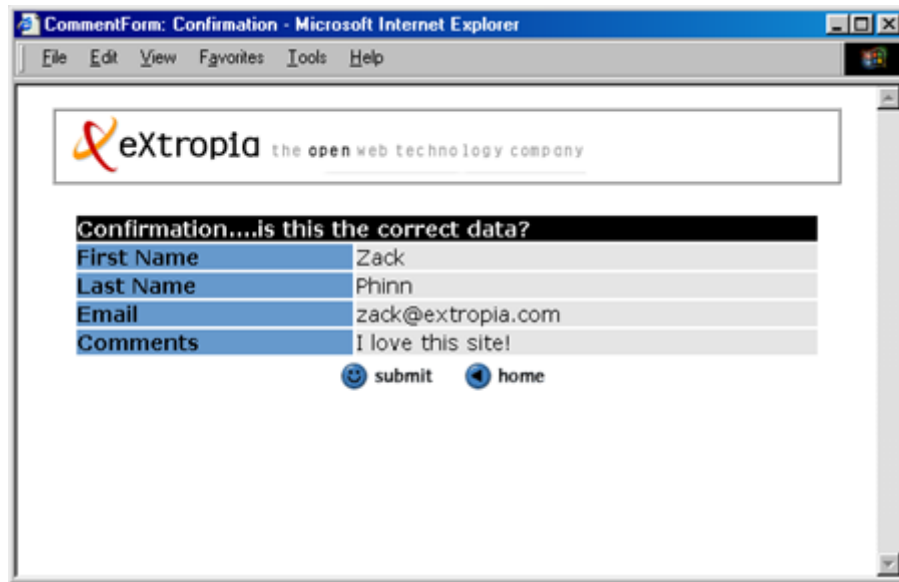 CommentForm: Confirmation - Microsoft Internet Explorer
File Edit View Favorites Tools Help
eXtropia the open web technology company
Confirmation....is this the correct data?
First Name Zack
Last Name Phinn
Email zack@extropia.com
Comments I love this site!
submit home